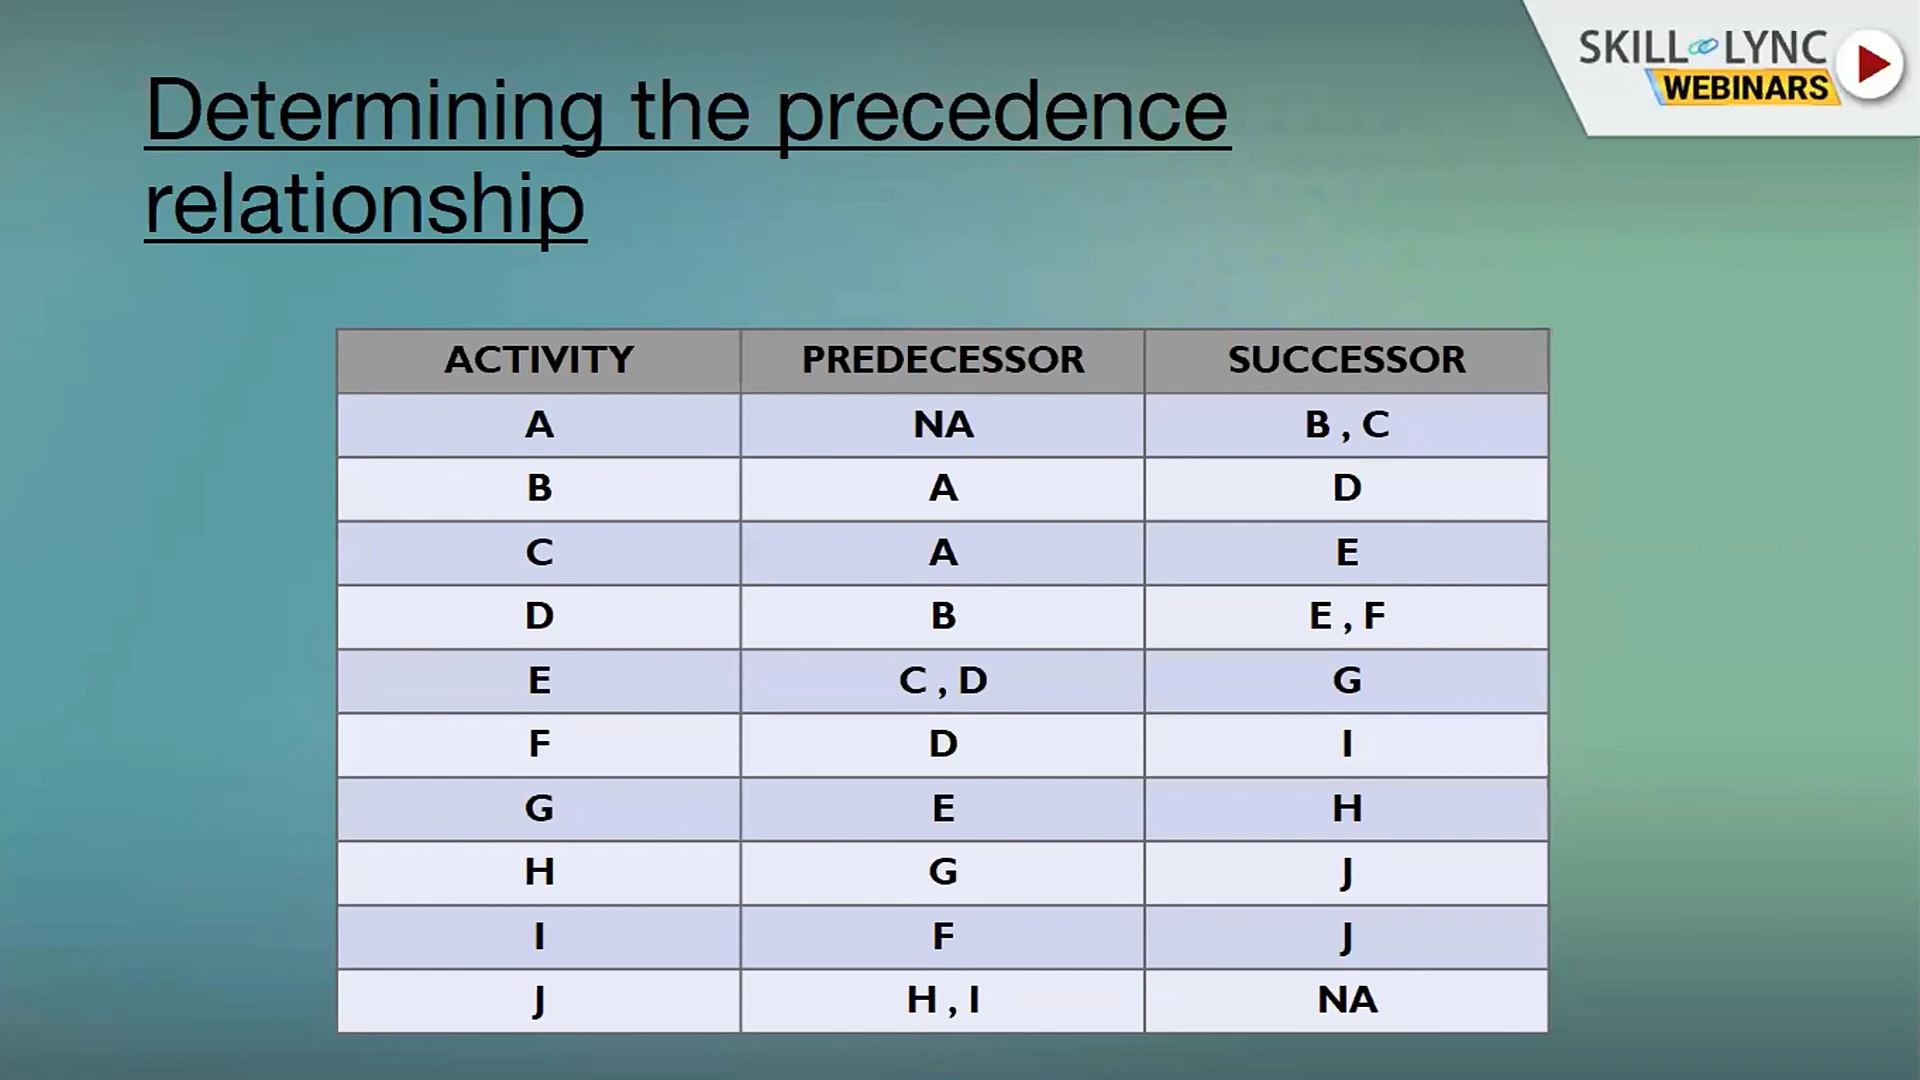 SKILL LYNC
WEBINARS
Determining the precedence
relationship
ACTIVITY PREDECESSOR SUCCESSOR
A NA B , C
B A D
C A E
D B E , F
E C , D G
F D I
G E H
H G J
I F J
J H , I NA